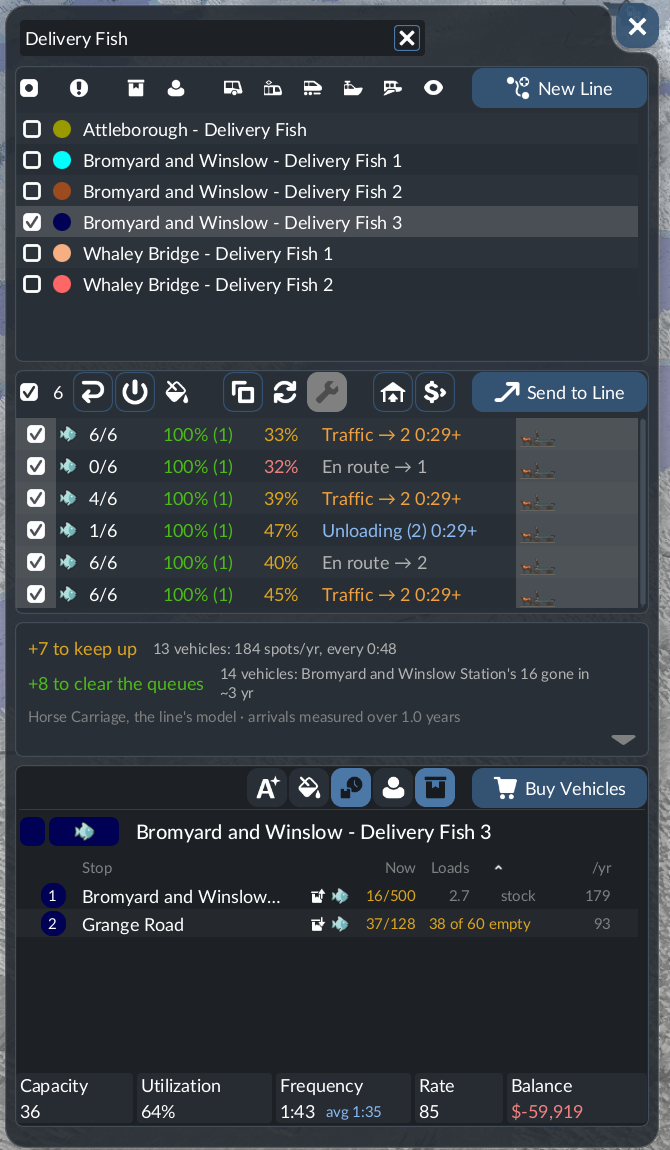 Delivery Fish
New Line
Attleborough - Delivery Fish
Bromyard and Winslow - Delivery Fish 1
Bromyard and Winslow - Delivery Fish 2
Bromyard and Winslow - Delivery Fish 3
Whaley Bridge - Delivery Fish 1
Whaley Bridge - Delivery Fish 2
6 Send to Line
6/6 100% (1) 33% Traffic → 2 0:29+
0/6 100% (1) 32% En route → 1
4/6 100% (1) 39% Traffic → 2 0:29+
1/6 100% (1) 47% Unloading (2) 0:29+
6/6 100% (1) 40% En route → 2
6/6 100% (1) 45% Traffic → 2 0:29+
+7 to keep up 13 vehicles: 184 spots/yr, every 0:48
+8 to clear the queues 14 vehicles: Bromyard and Winslow Station's 16 gone in
~3 yr
Horse Carriage, the line's model · arrivals measured over 1.0 years
A+ Buy Vehicles
Bromyard and Winslow - Delivery Fish 3
Stop Now Loads /yr
1 Bromyard and Winslow... 16/500 2.7 stock 179
2 Grange Road 37/128 38 of 60 empty 93
Capacity Utilization Frequency Rate Balance
36 64% 1:43 avg 1:35 85 $-59,919